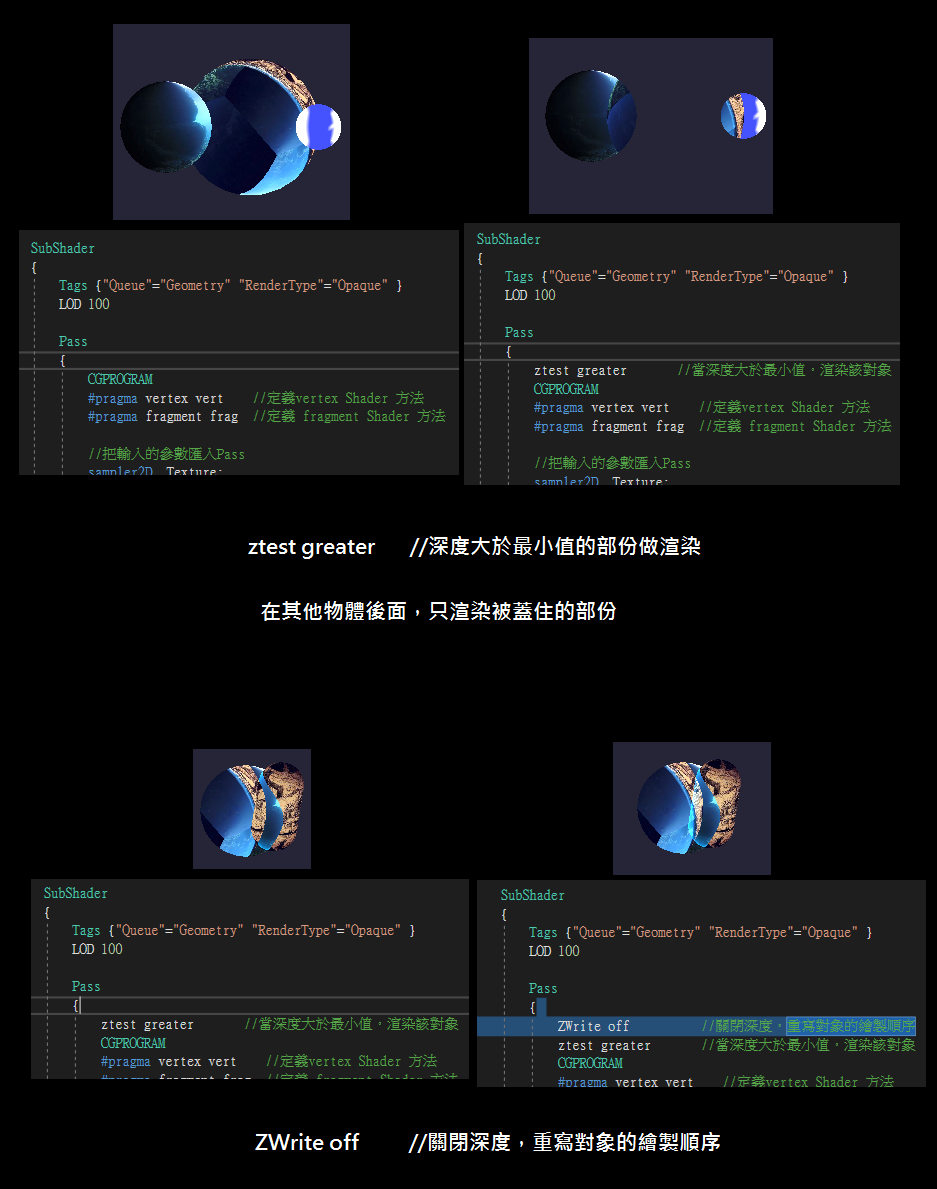 SubShader
{
Tags {"Queue"="Geometry" "RenderType"="Opaque" }
LOD 100
Pass
{
CGPROGRAM
#pragma vertex vert //定義vertex Shader 方法
#pragma fragment frag //定義 fragment Shader 方法
//把輸入的參數匯入Pass
sampler2D _Texture;
SubShader
{
Tags {"Queue"="Geometry" "RenderType"="Opaque" }
LOD 100
Pass
{
ztest greater //當深度大於最小值，渲染該對象
CGPROGRAM
#pragma vertex vert //定義vertex Shader 方法
#pragma fragment frag //定義 fragment Shader 方法
//把輸入的參數匯入Pass
sampler2D _Texture;
ztest greater //深度大於最小值的部份做渲染
在其他物體後面，只渲染被蓋住的部份
SubShader
{
Tags {"Queue"="Geometry" "RenderType"="Opaque" }
LOD 100
Pass
{
ztest greater //當深度大於最小值，渲染該對象
CGPROGRAM
#pragma vertex vert //定義vertex Shader 方法
#pragma fragment frag //定義 fragment Shader 方法
SubShader
{
Tags {"Queue"="Geometry" "RenderType"="Opaque" }
LOD 100
Pass
{
ZWrite off //關閉深度，重寫對象的繪製順序
ztest greater //當深度大於最小值，渲染該對象
CGPROGRAM
#pragma vertex vert //定義vertex Shader 方法
ZWrite off //關閉深度，重寫對象的繪製順序